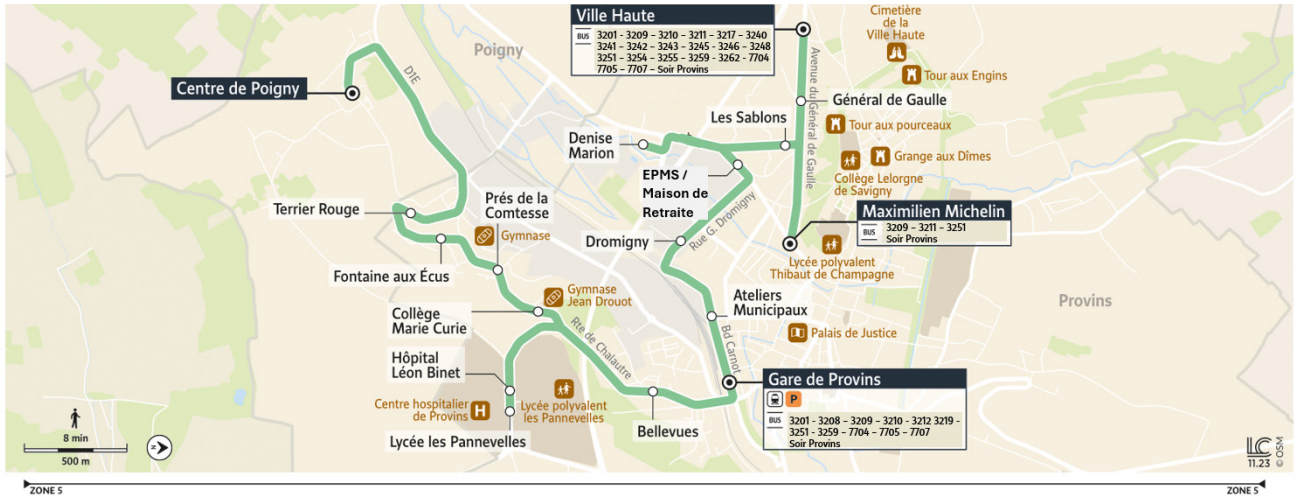 Ville Haute
BUS
3201 - 3209 - 3210 - 3211 - 3217 - 3240
3241 - 3242 - 3243 - 3245 - 3246 - 3248
3251 - 3254 - 3255 - 3259 - 3262 - 7704
7705 - 7707 – Soir Provins
Cimetière
de la
Ville Haute
Tour aux Engins
Poigny
D1E
Centre de Poigny
Avenue du Général de Gaulle
Général de Gaulle
Les Sablons
Tour aux pourceaux
Denise
Marion
Grange aux Dîmes
EPMS /
Maison de
Retraite
Collège Lelorgne
de Savigny
Prés de la
Comtesse
Terrier Rouge
Maximilien Michelin
BUS
3209 – 3211 – 3251
Soir Provins
Rue G. Dromigny
Gymnase
Dromigny
Fontaine aux Écus
Lycée polyvalent
Thibaut de Champagne
Gymnase
Jean Drouot
Ateliers
Municipaux
Provins
Collège
Marie Curie
Rte de Chalautre
Bd Carnot
Palais de Justice
Hôpital
Léon Binet
Gare de Provins
P
BUS
3201 - 3208 - 3209 - 3210 - 3212 3219 -
- 3251 - 3259 - 7704 – 7705 - 7707
Soir Provins
Centre hospitalier
de Provins
H
Lycée polyvalent
les Pannevelles
Lycée les Pannevelles
Bellevues
8 min
500 m
N
LC
11.23
© OSM
ZONE 5
ZONE 5